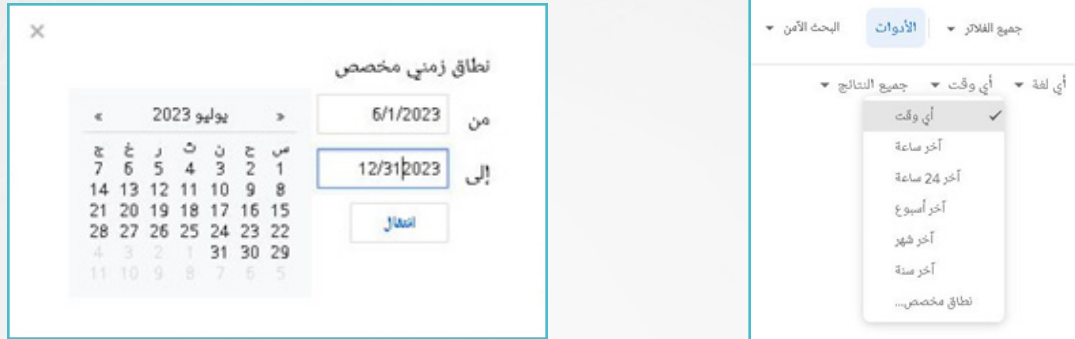 جميع الفلاتر
الأدوات
البحث الآمن
أي لغة
أي وقت
جميع النتائج
أي وقت
آخر ساعة
آخر 24 ساعة
آخر أسبوع
آخر شهر
آخر سنة
نطاق مخصص...
×
نطاق زمني مخصص
من
6/1/2023
إلى
12/312023
انتقال
« يوليو 2023 »
س ح ن ث ر خ ج
1 2 3 4 5 6 7
8 9 10 11 12 13 14
15 16 17 18 19 20 21
22 23 24 25 26 27 28
29 30 31 1 2 3 4
5 6 7 8 9 10 11